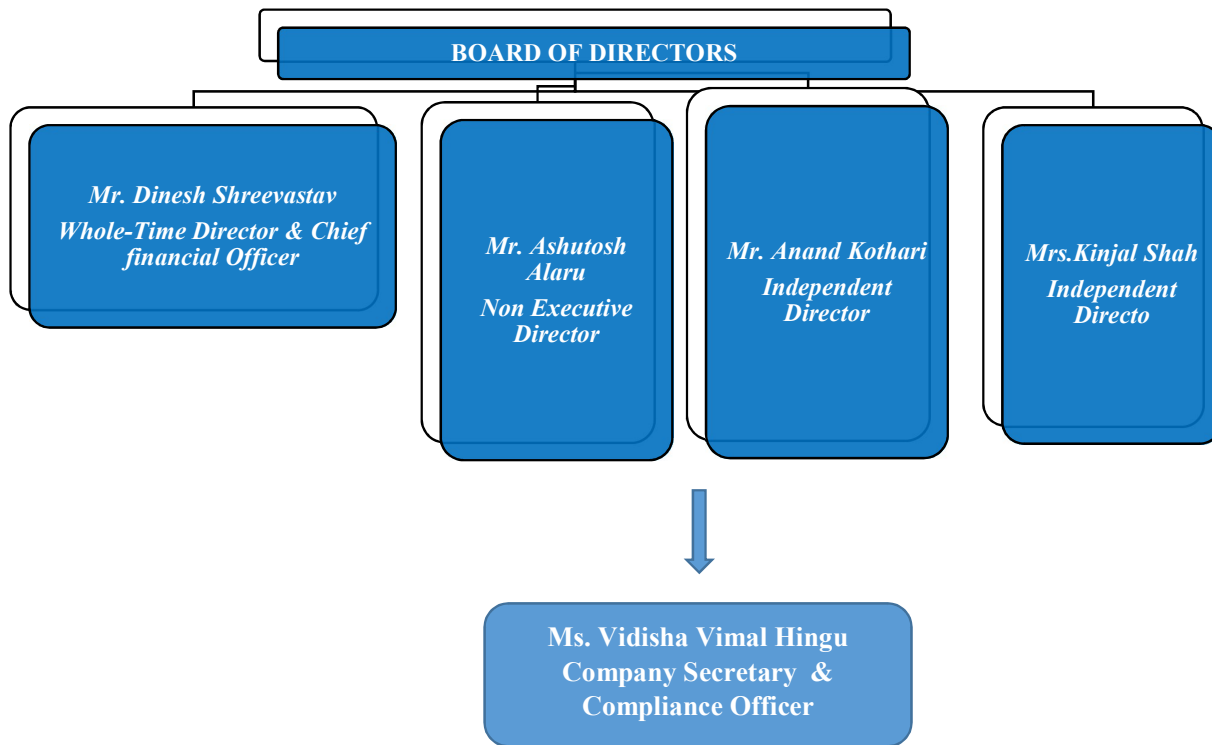 BOARD OF DIRECTORS
Mr. Dinesh Shreevastav
Whole-Time Director & Chief
financial Officer
Mr. Ashutosh
Alaru
Non Executive
Director
Mr. Anand Kothari
Independent
Director
Mrs.Kinjal Shah
Independent
Directo
Ms. Vidisha Vimal Hingu
Company Secretary &
Compliance Officer